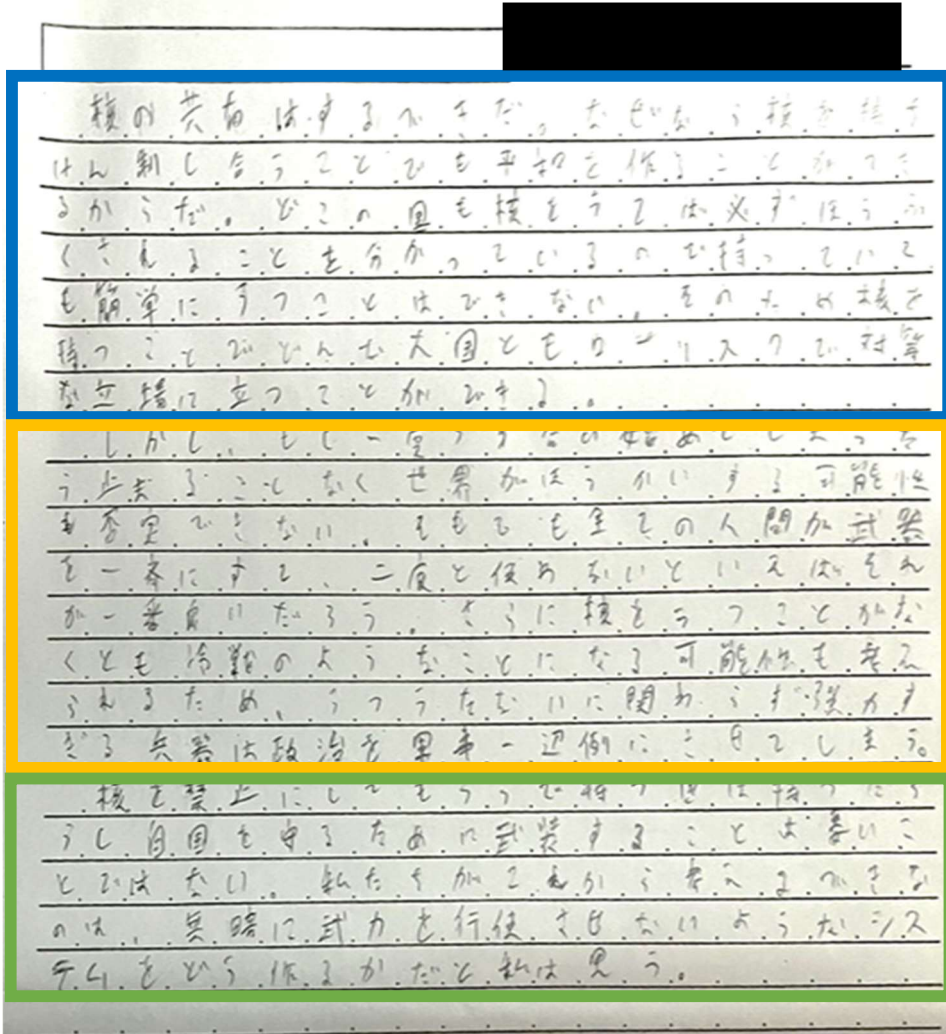 核の共有はするべきだ。なぜなら核を持ち
けん制し合うことでも平和を作ることができ
るからだ。どこの国も核をうては必ずほうふ
くされることを分かっているので持っていて
も簡単にうつことはできない。そのため核を
持つことでどんな大国ともローリスクで対等
な立場に立つことができる。
しかし、もし一度うち合い始めてしまった
ら止まることなく世界がほうかいする可能性
も否定できない。そもそも全ての人間が武器
を一斉にすて、二度と使わないといえばそれ
が一番良いだろう。さらに核をうつことがな
くとも冷戦のようなことになる可能性も考え
られるため、うつうたないに関わらず強力す
ぎる兵器は政治を軍事一辺倒にさせてしまう。
核を禁止にしてもうらで持つ国は持つだろ
うし自国を守るために武装することは悪いこ
とではない。私たちがこれから考えるべきな
のは、無暗に武力を行使させないようなシス
テムをどう作るかだと私は思う。